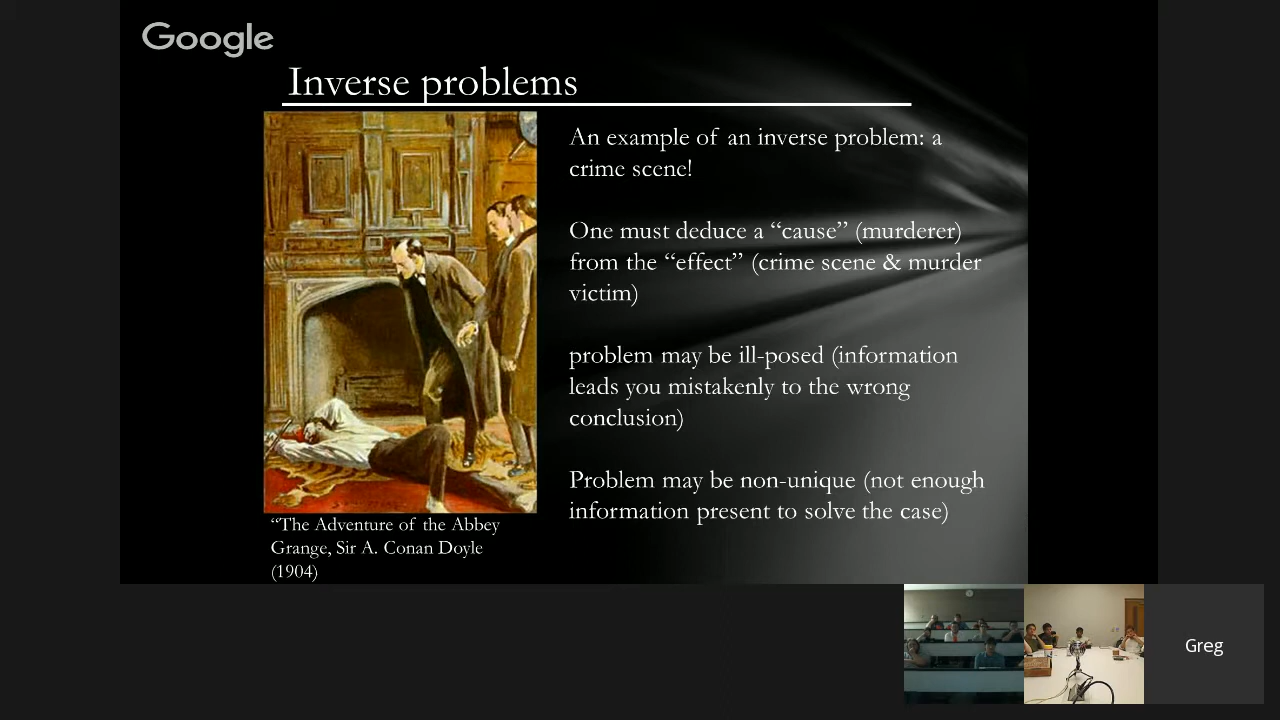 Google
Inverse problems
An example of an inverse problem: a
crime scene!
One must deduce a “cause” (murderer)
from the “effect” (crime scene & murder
victim)
problem may be ill-posed (information
leads you mistakenly to the wrong
conclusion)
Problem may be non-unique (not enough
information present to solve the case)
“The Adventure of the Abbey
Grange, Sir A. Conan Doyle
(1904)
Greg